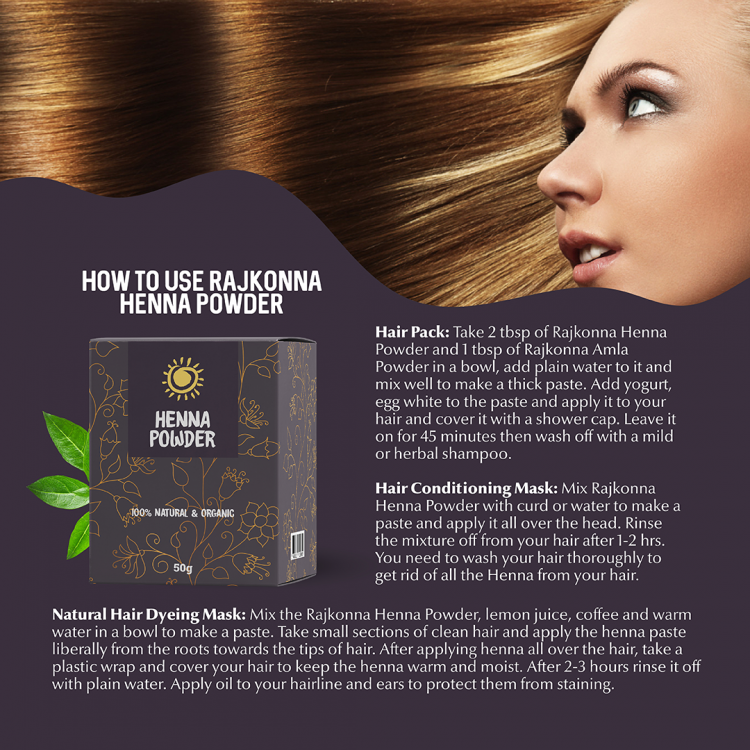 HOW TO USE RAJKONNA
HENNA POWDER
HENNA
POWDER
100% NATURAL & ORGANIC
50g
Hair Pack: Take 2 tbsp of Rajkonna Henna
Powder and 1 tbsp of Rajkonna Amla
Powder in a bowl, add plain water to it and
mix well to make a thick paste. Add yogurt,
egg white to the paste and apply it to your
hair and cover it with a shower cap. Leave it
on for 45 minutes then wash off with a mild
or herbal shampoo.
Hair Conditioning Mask: Mix Rajkonna
Henna Powder with curd or water to make a
paste and apply it all over the head. Rinse
the mixture off from your hair after 1-2 hrs.
You need to wash your hair thoroughly to
get rid of all the Henna from your hair.
Natural Hair Dyeing Mask: Mix the Rajkonna Henna Powder, lemon juice, coffee and warm
water in a bowl to make a paste. Take small sections of clean hair and apply the henna paste
liberally from the roots towards the tips of hair. After applying henna all over the hair, take a
plastic wrap and cover your hair to keep the henna warm and moist. After 2-3 hours rinse it off
with plain water. Apply oil to your hairline and ears to protect them from staining.